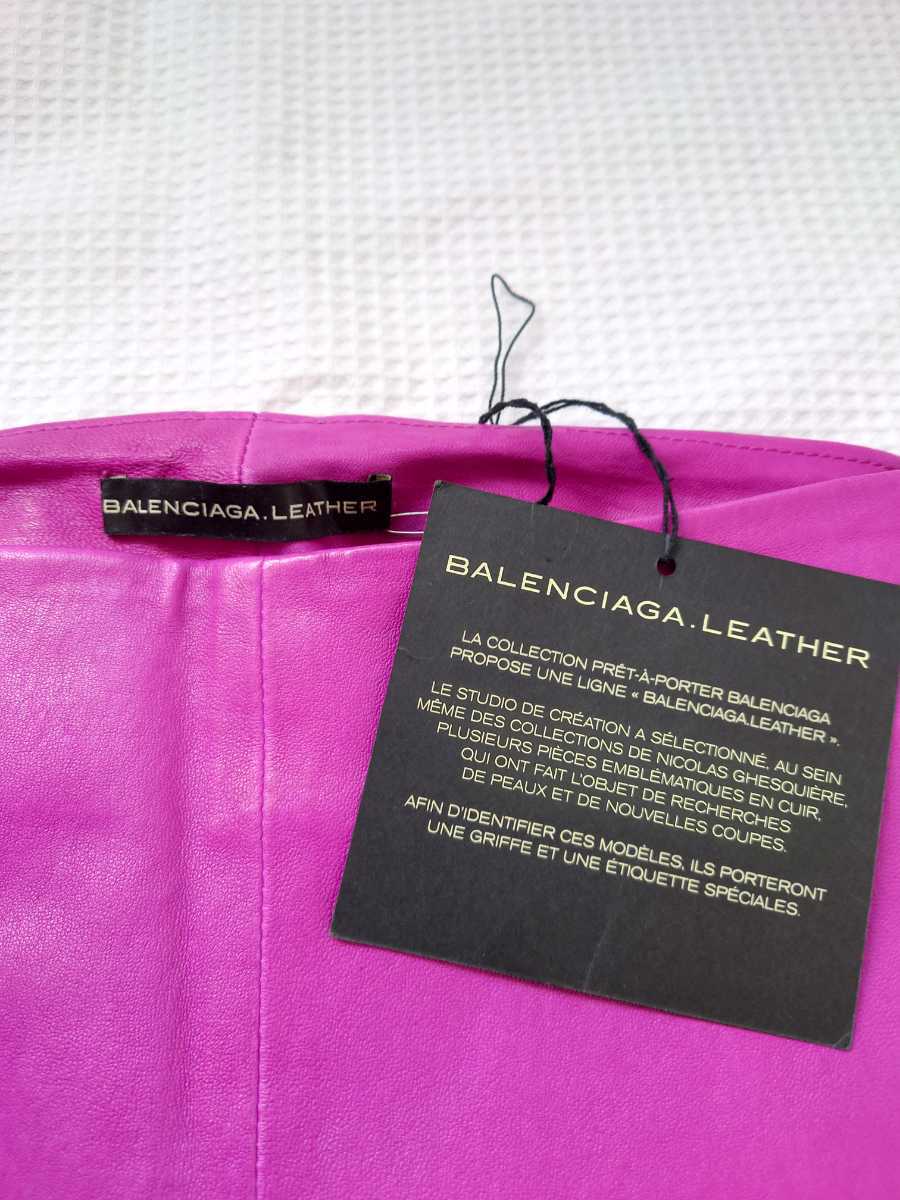 BALENCIAGA.LEATHER
BALENCIAGA.LEATHER
LA COLLECTION PRÊT-À-PORTER BALENCIAGA
PROPOSE UNE LIGNE « BALENCIAGA.LEATHER ».
LE STUDIO DE CRÉATION A SÉLECTIONNÉ, AU SEIN
MÊME DES COLLECTIONS DE NICOLAS GHESQUIÈRE,
PLUSIEURS PIÈCES EMBLÉMATIQUES EN CUIR,
QUI ONT FAIT L'OBJET DE RECHERCHES
DE PEAUX ET DE NOUVELLES COUPES.
AFIN D'IDENTIFIER CES MODÈLES, ILS PORTERONT
UNE GRIFFE ET UNE ÉTIQUETTE SPÉCIALES.